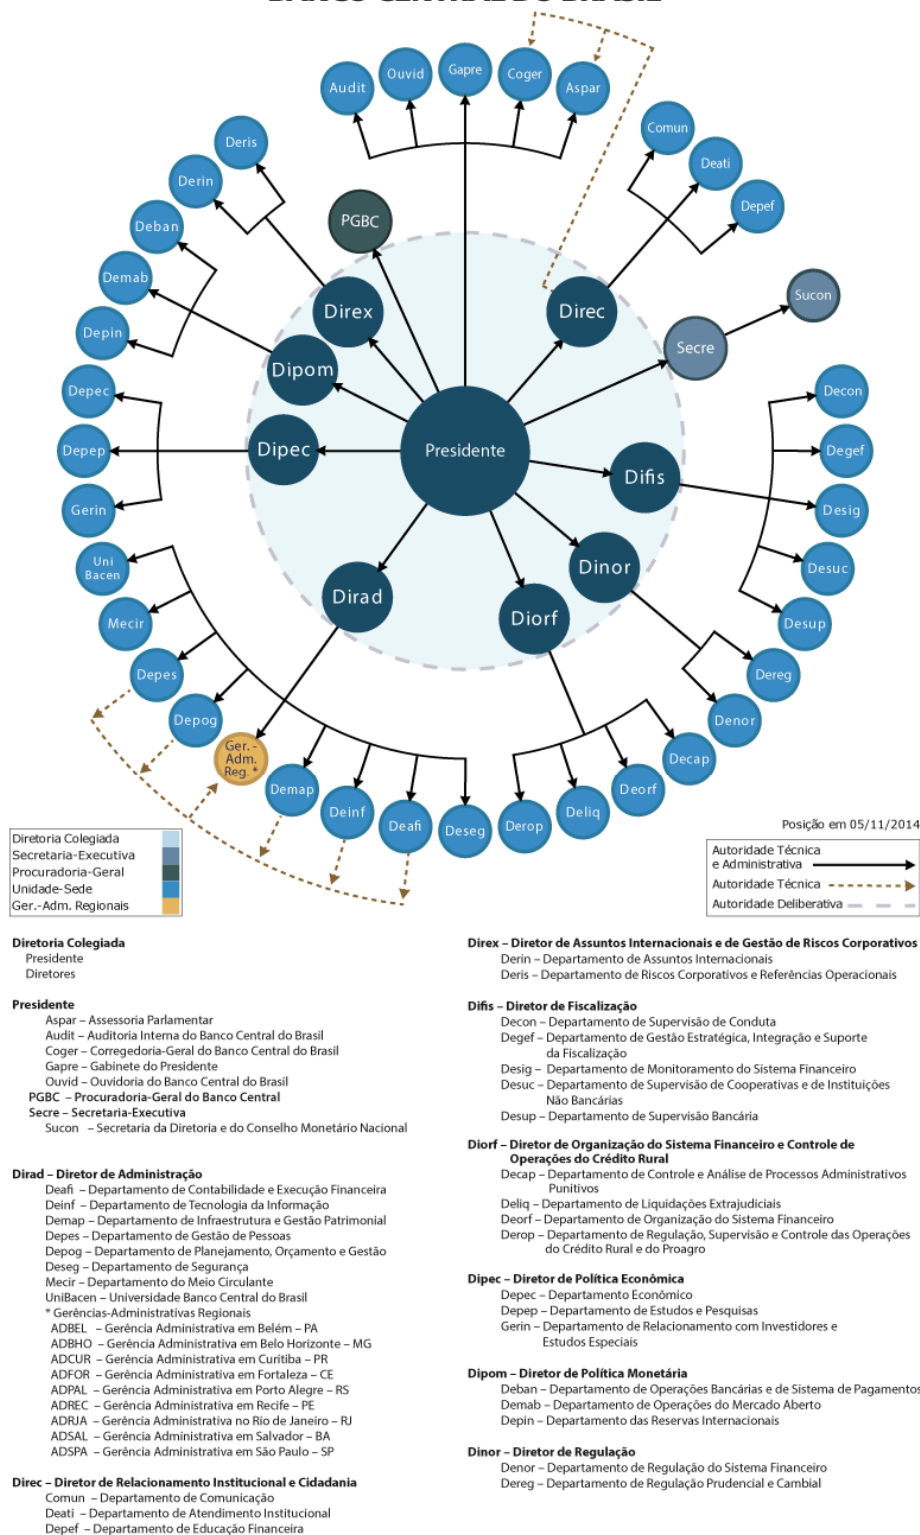 BANCO CENTRAL DO BRASIL
Audit
Ouvid
Gapre
Coger
Aspar
Comun
Deati
Depef
Deris
Derin
Deban
Demab
Depin
Depec
Depep
Gerin
Uni
Bacen
Mecir
Depes
Depog
Ger. -
Adm.
Reg. *
Demap
Deinf
Deafi
Deseg
Derop
Deliq
Deorf
Decap
Denor
Dereg
Desup
Desuc
Desig
Degef
Decon
Sucon
Secre
PGBC
Direx
Direc
Dipom
Dipec
Presidente
Difis
Dinor
Diorf
Dirad
Diretoria Colegiada
Secretaria-Executiva
Procuradoria-Geral
Unidade-Sede
Ger.-Adm. Regionais
Posição em 05/11/2014
Autoridade Técnica
e Administrativa
Autoridade Técnica
Autoridade Deliberativa
Diretoria Colegiada
Presidente
Diretores
Presidente
Aspar – Assessoria Parlamentar
Audit – Auditoria Interna do Banco Central do Brasil
Coger – Corregedoria-Geral do Banco Central do Brasil
Gapre – Gabinete do Presidente
Ouvid – Ouvidoria do Banco Central do Brasil
PGBC – Procuradoria-Geral do Banco Central
Secre – Secretaria-Executiva
Sucon – Secretaria da Diretoria e do Conselho Monetário Nacional
Dirad – Diretor de Administração
Deafi – Departamento de Contabilidade e Execução Financeira
Deinf – Departamento de Tecnologia da Informação
Demap – Departamento de Infraestrutura e Gestão Patrimonial
Depes – Departamento de Gestão de Pessoas
Depog – Departamento de Planejamento, Orçamento e Gestão
Deseg – Departamento de Segurança
Mecir – Departamento do Meio Circulante
UniBacen – Universidade Banco Central do Brasil
* Gerências-Administrativas Regionais
ADBEL – Gerência Administrativa em Belém – PA
ADBHO – Gerência Administrativa em Belo Horizonte – MG
ADCUR – Gerência Administrativa em Curitiba – PR
ADFOR – Gerência Administrativa em Fortaleza – CE
ADPAL – Gerência Administrativa em Porto Alegre – RS
ADREC – Gerência Administrativa em Recife – PE
ADRJA – Gerência Administrativa no Rio de Janeiro – RJ
ADSAL – Gerência Administrativa em Salvador – BA
ADSPA – Gerência Administrativa em São Paulo – SP
Direc – Diretor de Relacionamento Institucional e Cidadania
Comun – Departamento de Comunicação
Deati – Departamento de Atendimento Institucional
Depef – Departamento de Educação Financeira
Direx – Diretor de Assuntos Internacionais e de Gestão de Riscos Corporativos
Derin – Departamento de Assuntos Internacionais
Deris – Departamento de Riscos Corporativos e Referências Operacionais
Difis – Diretor de Fiscalização
Decon – Departamento de Supervisão de Conduta
Degef – Departamento de Gestão Estratégica, Integração e Suporte
da Fiscalização
Desig – Departamento de Monitoramento do Sistema Financeiro
Desuc – Departamento de Supervisão de Cooperativas e de Instituições
Não Bancárias
Desup – Departamento de Supervisão Bancária
Diorf – Diretor de Organização do Sistema Financeiro e Controle de
Operações do Crédito Rural
Decap – Departamento de Controle e Análise de Processos Administrativos
Punitivos
Deliq – Departamento de Liquidações Extrajudiciais
Deorf – Departamento de Organização do Sistema Financeiro
Derop – Departamento de Regulação, Supervisão e Controle das Operações
do Crédito Rural e do Proagro
Dipec – Diretor de Política Econômica
Depec – Departamento Econômico
Depep – Departamento de Estudos e Pesquisas
Gerin – Departamento de Relacionamento com Investidores e
Estudos Especiais
Dipom – Diretor de Política Monetária
Deban – Departamento de Operações Bancárias e de Sistema de Pagamentos
Demab – Departamento de Operações do Mercado Aberto
Depin – Departamento das Reservas Internacionais
Dinor – Diretor de Regulação
Denor – Departamento de Regulação do Sistema Financeiro
Dereg – Departamento de Regulação Prudencial e Cambial